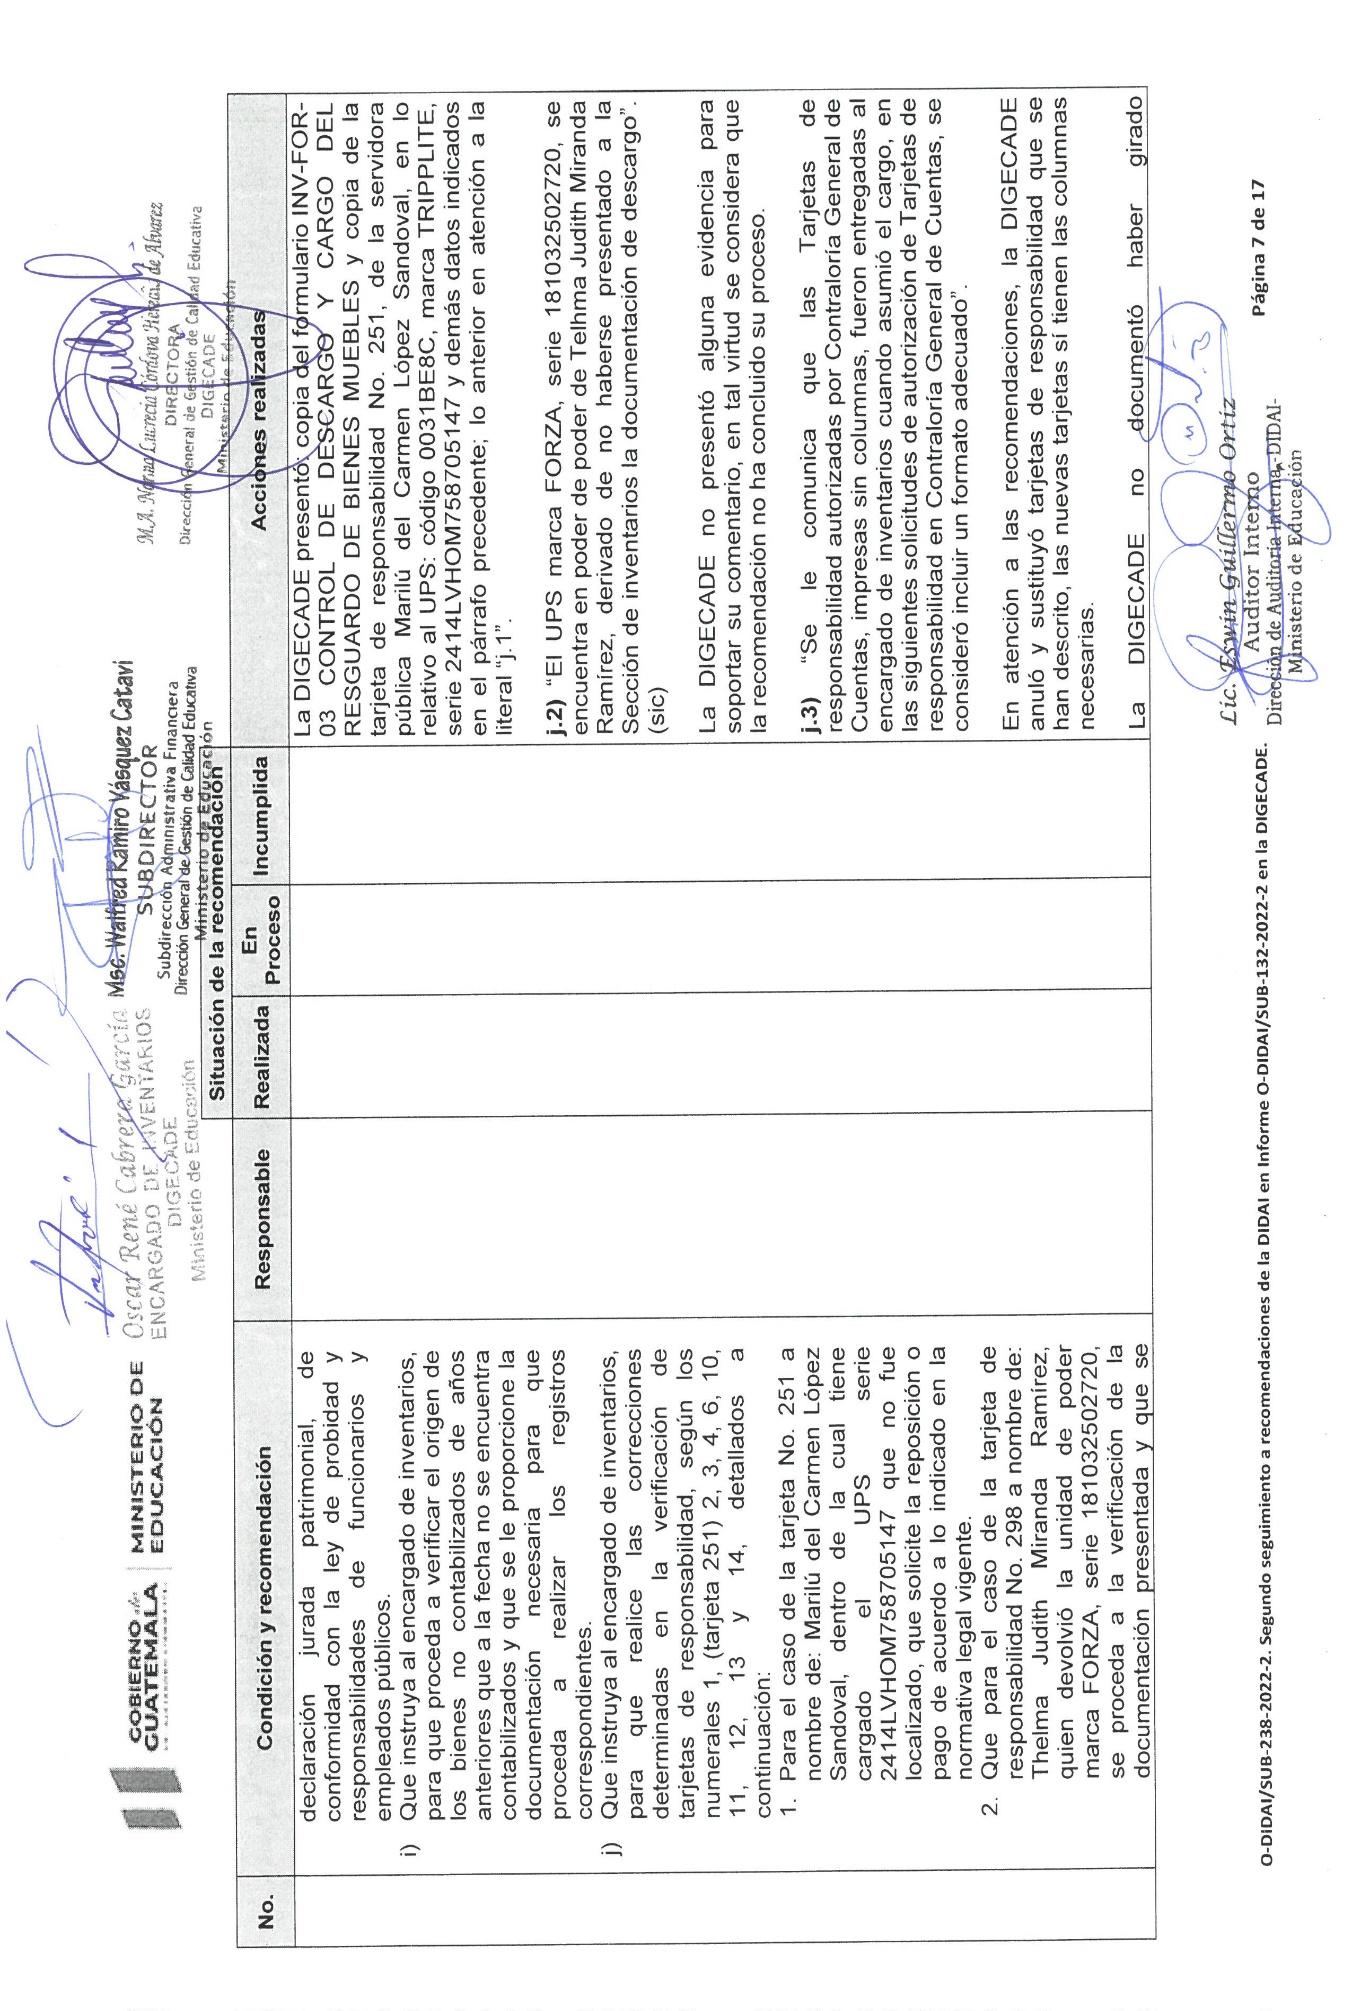 GOBIERNO de
GUATEMALA
MINISTERIO DE
EDUCACIÓN
Oscar René Cabrera García
ENCARGADO DE INVENTARIOS
DIGECADE
Ministerio de Educación
Msc. Walfred Ramiro Vásquez Cataví
SUBDIRECTOR
Subdirección Administrativa Financiera
Dirección General de Gestión de Calidad Educativa
Ministerio de Educación
M.A. Norma Lucrecia Córdova Hernán de Alvarez
DIRECTORA
Dirección General de Gestión de Calidad Educativa
DIGECADE
Ministerio de Educación
Situación de la recomendación
No.
Condición y recomendación
Responsable
Realizada
En
Proceso
Incumplida
Acciones realizadas
declaración jurada patrimonial, de
conformidad con la ley de probidad y
responsabilidades de funcionarios y
empleados públicos.
i) Que instruya al encargado de inventarios,
para que proceda a verificar el origen de
los bienes no contabilizados de años
anteriores que a la fecha no se encuentra
contabilizados y que se le proporcione la
documentación necesaria para que
proceda a realizar los registros
correspondientes.
j) Que instruya al encargado de inventarios,
para que realice las correcciones
determinadas en la verificación de
tarjetas de responsabilidad, según los
numerales 1, (tarjeta 251) 2, 3, 4, 6, 10,
11, 12, 13 y 14, detallados a
continuación:
1. Para el caso de la tarjeta No. 251 a
nombre de: Marilú del Carmen López
Sandoval, dentro de la cual tiene
cargado el UPS serie
2414LVHOM758705147 que no fue
localizado, que solicite la reposición o
pago de acuerdo a lo indicado en la
normativa legal vigente.
2. Que para el caso de la tarjeta de
responsabilidad No. 298 a nombre de:
Thelma Judith Miranda Ramírez,
quien devolvió la unidad de poder
marca FORZA, serie 181032502720,
se proceda a la verificación de la
documentación presentada y que se
La DIGECADE presentó: copia del formulario INV-FOR-
03 CONTROL DE DESCARGO Y CARGO DEL
RESGUARDO DE BIENES MUEBLES y copia de la
tarjeta de responsabilidad No. 251, de la servidora
pública Marilú del Carmen López Sandoval, en lo
relativo al UPS: código 0031BE8C, marca TRIPPLITE,
serie 2414LVHOM758705147 y demás datos indicados
en el párrafo precedente; lo anterior en atención a la
literal “j.1”.
j.2) “El UPS marca FORZA, serie 181032502720, se
encuentra en poder de poder de Telhma Judith Miranda
Ramírez, derivado de no haberse presentado a la
Sección de inventarios la documentación de descargo”.
(sic)
La DIGECADE no presentó alguna evidencia para
soportar su comentario, en tal virtud se considera que
la recomendación no ha concluido su proceso.
j.3) “Se le comunica que las Tarjetas de
responsabilidad autorizadas por Contraloría General de
Cuentas, impresas sin columnas, fueron entregadas al
encargado de inventarios cuando asumió el cargo, en
las siguientes solicitudes de autorización de Tarjetas de
responsabilidad en Contraloría General de Cuentas, se
consideró incluir un formato adecuado”.
En atención a las recomendaciones, la DIGECADE
anuló y sustituyó tarjetas de responsabilidad que se
han descrito, las nuevas tarjetas sí tienen las columnas
necesarias.
La DIGECADE no documentó haber girado
Lic. Eswin Guillermo Ortiz
Auditor Interno
Dirección de Auditoría Interna -DIDAI-
Ministerio de Educación
O-DIDAI/SUB-238-2022-2. Segundo seguimiento a recomendaciones de la DIDAI en Informe O-DIDAI/SUB-132-2022-2 en la DIGECADE.
Página 7 de 17